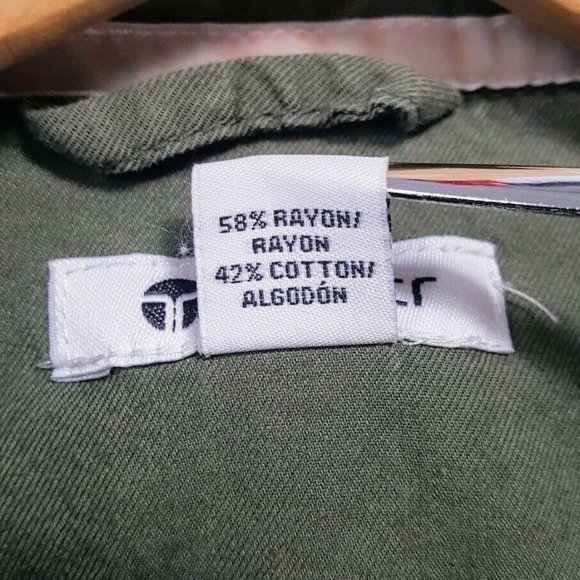 58% RAYON/
RAYON
42% COTTON/
ALGODÓN